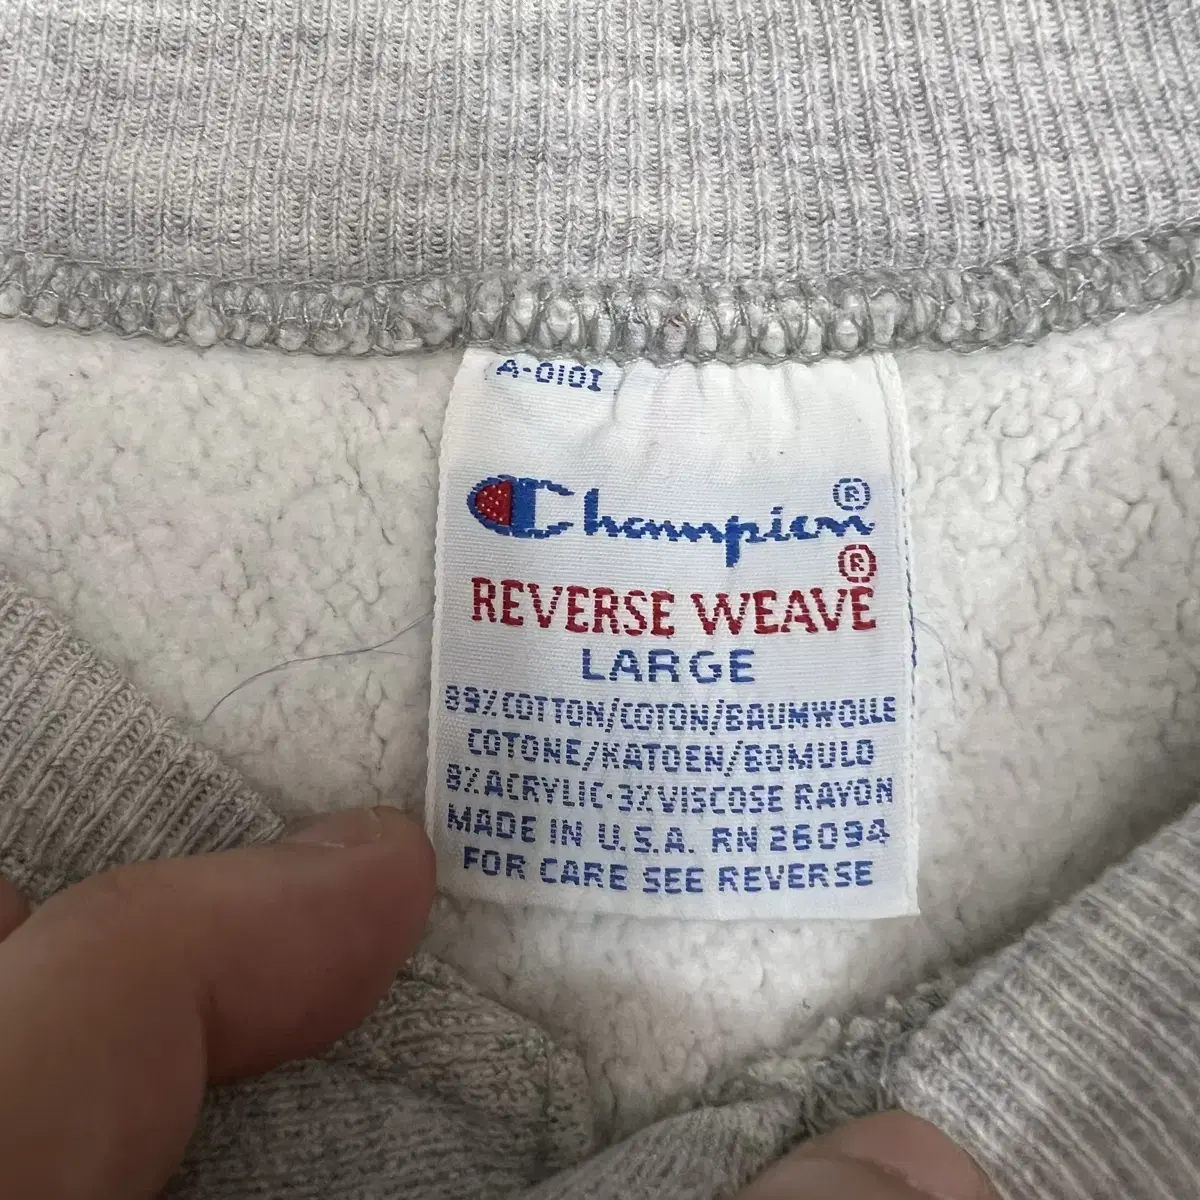 A-0101
Champion®
REVERSE WEAVE®
LARGE
89% COTTON/COTON/BAUMWOLLE
COTONE/KATOEN/BOMULD
8% ACRYLIC·3% VISCOSE RAYON
MADE IN U.S.A. RN 26094
FOR CARE SEE REVERSE